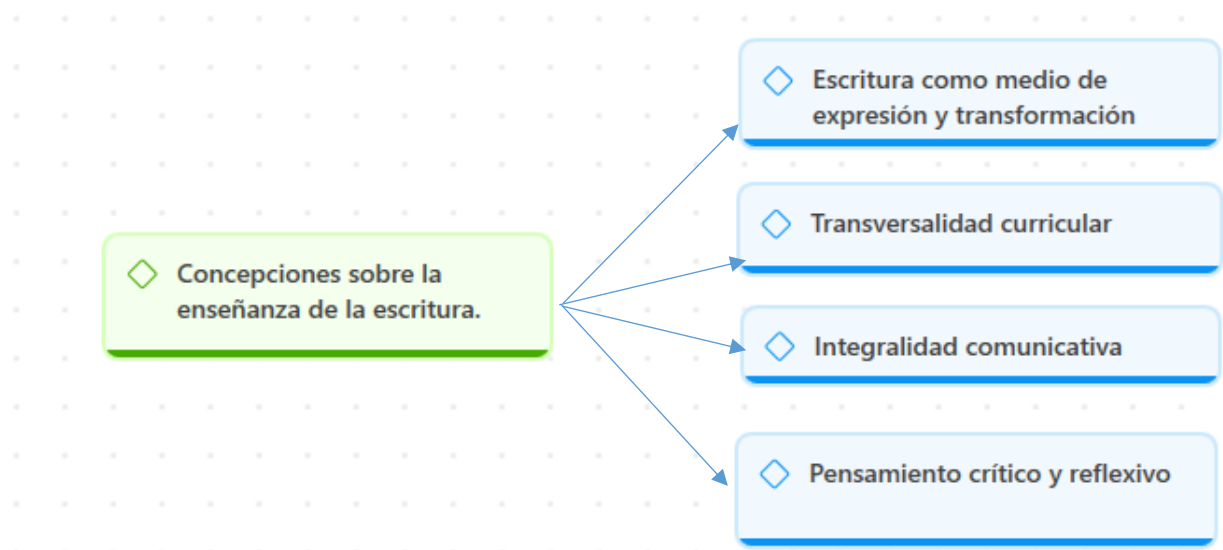 Escritura como medio de
expresión y transformación
Transversalidad curricular
Concepciones sobre la
enseñanza de la escritura.
Integralidad comunicativa
Pensamiento crítico y reflexivo